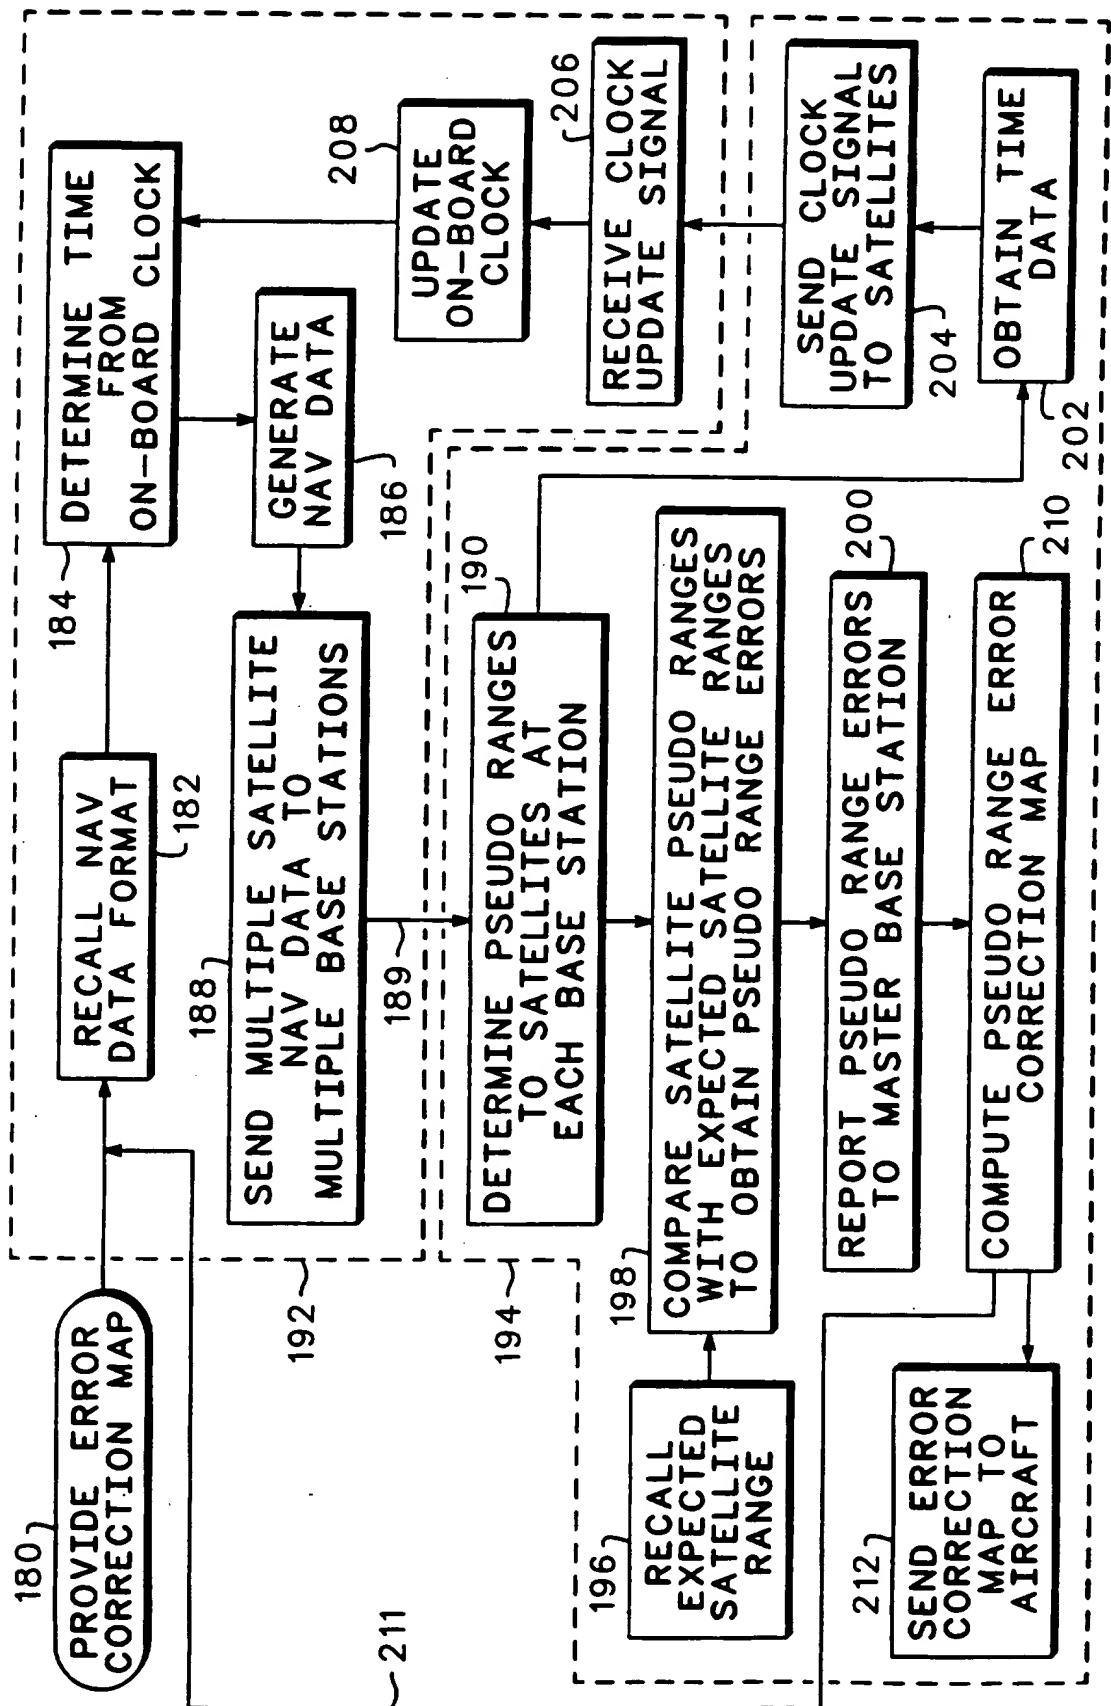 180
PROVIDE ERROR
CORRECTION MAP
182
RECALL NAV
DATA FORMAT
184
DETERMINE TIME
FROM
ON-BOARD CLOCK
186
GENERATE
NAV DATA
188
SEND MULTIPLE SATELLITE
NAV DATA TO
MULTIPLE BASE STATIONS
208
UPDATE
ON-BOARD
CLOCK
206
RECEIVE CLOCK
UPDATE SIGNAL
192
189
194
190
DETERMINE PSEUDO RANGES
TO SATELLITES AT
EACH BASE STATION
196
RECALL
EXPECTED
SATELLITE
RANGE
198
COMPARE SATELLITE PSEUDO RANGES
WITH EXPECTED SATELLITE RANGES
TO OBTAIN PSEUDO RANGE ERRORS
SEND CLOCK
UPDATE SIGNAL
TO SATELLITES
204
OBTAIN TIME
DATA
202
200
REPORT PSEUDO RANGE ERRORS
TO MASTER BASE STATION
210
COMPUTE PSEUDO RANGE ERROR
CORRECTION MAP
211
212
SEND ERROR
CORRECTION
MAP TO
AIRCRAFT